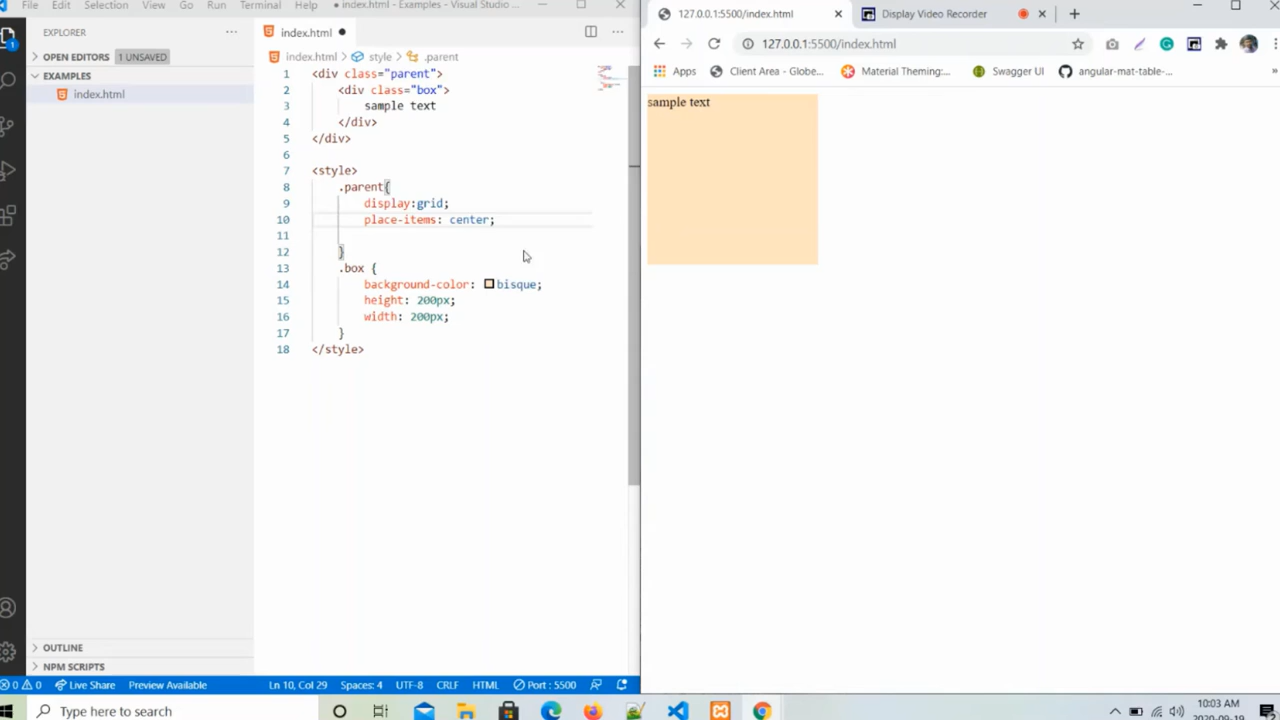 File Edit Selection View Go Run Terminal Help ● index.html - Examples - Visual Studio ...
EXPLORER
OPEN EDITORS 1 UNSAVED
EXAMPLES
index.html
index.html
index.html style .parent
1 <div class="parent">
2 <div class="box">
3 sample text
4 </div>
5 </div>
6
7 <style>
8 .parent{
9 display:grid;
10 place-items: center;
11
12 }
13 .box {
14 background-color: bisque;
15 height: 200px;
16 width: 200px;
17 }
18 </style>
OUTLINE
NPM SCRIPTS
0 0 Live Share Preview Available Ln 10, Col 29 Spaces: 4 UTF-8 CRLF HTML Port : 5500
127.0.0.1:5500/index.html
Display Video Recorder
127.0.0.1:5500/index.html
Apps Client Area - Globe... Material Theming:... Swagger UI angular-mat-table-...
sample text
Type here to search
10:03 AM
2020-09-19